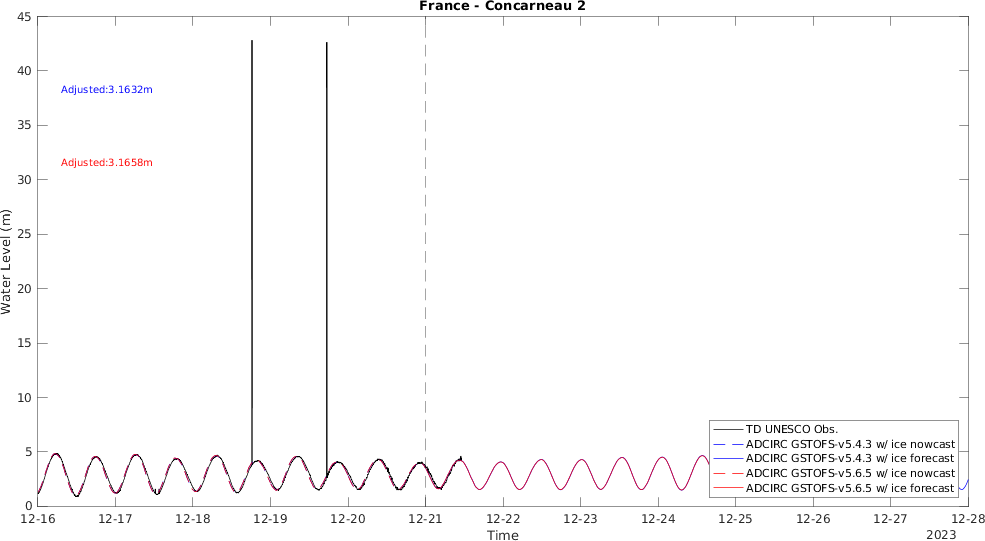 France - Concarneau 2
45
40
35
30
25
20
15
10
5
0
Water Level (m)
Adjusted:3.1632m
Adjusted:3.1658m
TD UNESCO Obs.
ADCIRC GSTOFS-v5.4.3 w/ ice nowcast
ADCIRC GSTOFS-v5.4.3 w/ ice forecast
ADCIRC GSTOFS-v5.6.5 w/ ice nowcast
ADCIRC GSTOFS-v5.6.5 w/ ice forecast
12-16 12-17 12-18 12-19 12-20 12-21 12-22 12-23 12-24 12-25 12-26 12-27 12-28
Time
2023